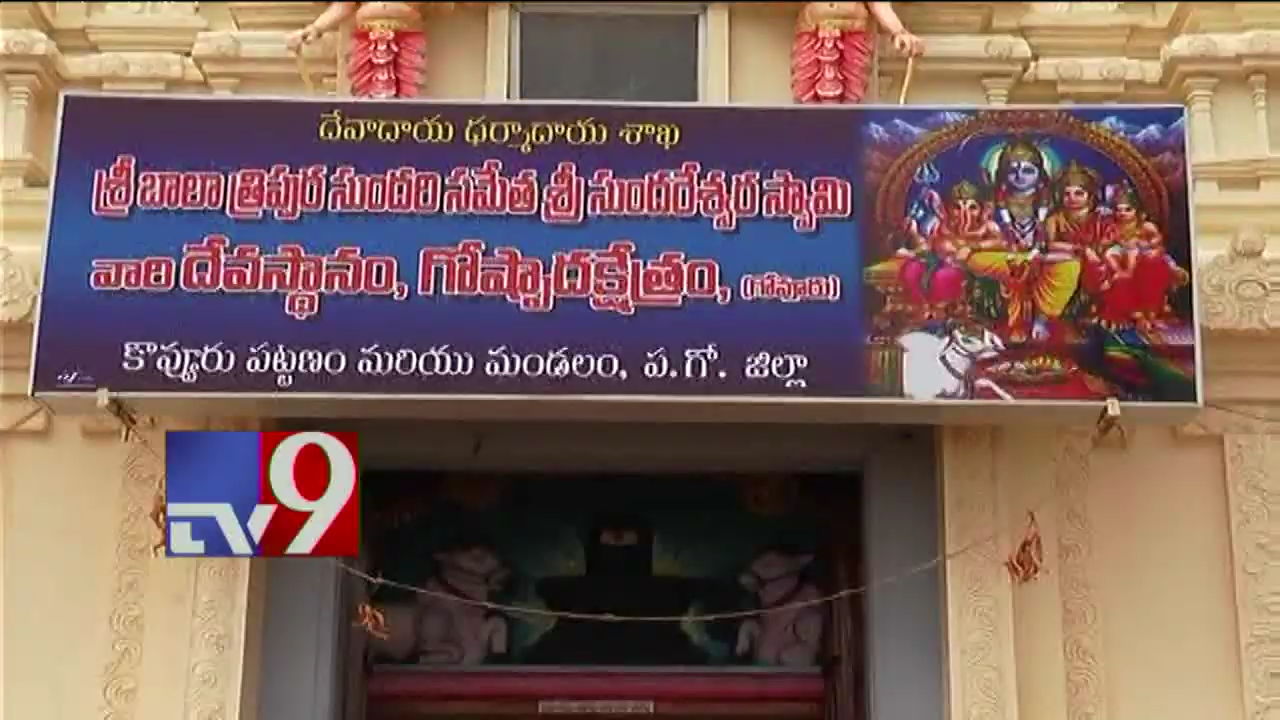 దేవాదాయ ధర్మాదాయ శాఖ
శ్రీ బాలా త్రిపుర సుందరి సమేత శ్రీ సుందరేశ్వర స్వామి
వారి దేవస్థానం, గోష్పాదక్షేత్రం, (గోవూరు)
కొవ్వూరు పట్టణం మరియు మండలం, ప.గో. జిల్లా
TV9